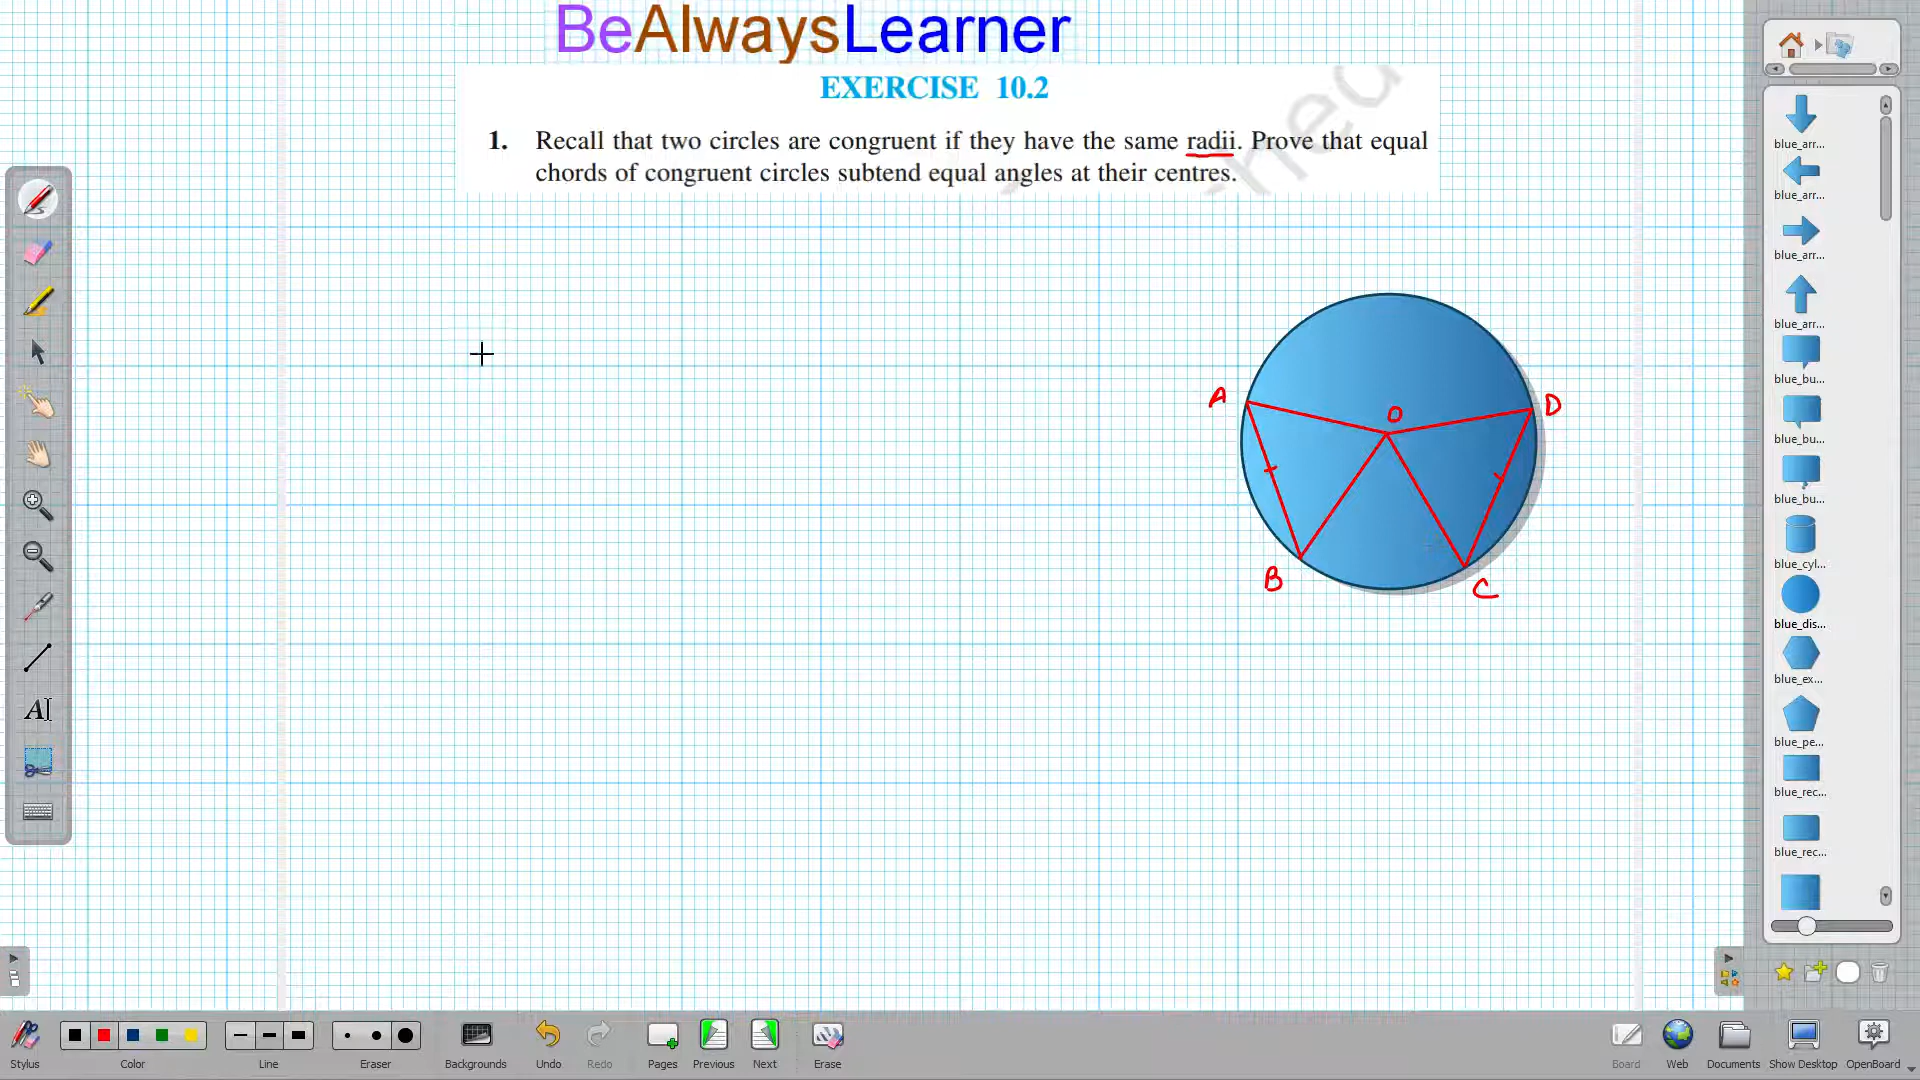 BeAlwaysLearner
EXERCISE 10.2
1. Recall that two circles are congruent if they have the same radii. Prove that equal
chords of congruent circles subtend equal angles at their centres.
A
O
D
B
C
blue_arr...
blue_arr...
blue_arr...
blue_arr...
blue_bu...
blue_bu...
blue_bu...
blue_cyl...
blue_dis...
blue_ex...
blue_pe...
blue_rec...
blue_rec...
Stylus
Color
Line
Eraser
Backgrounds
Undo
Redo
Pages
Previous
Next
Erase
Board
Web
Documents
Show Desktop
OpenBoard